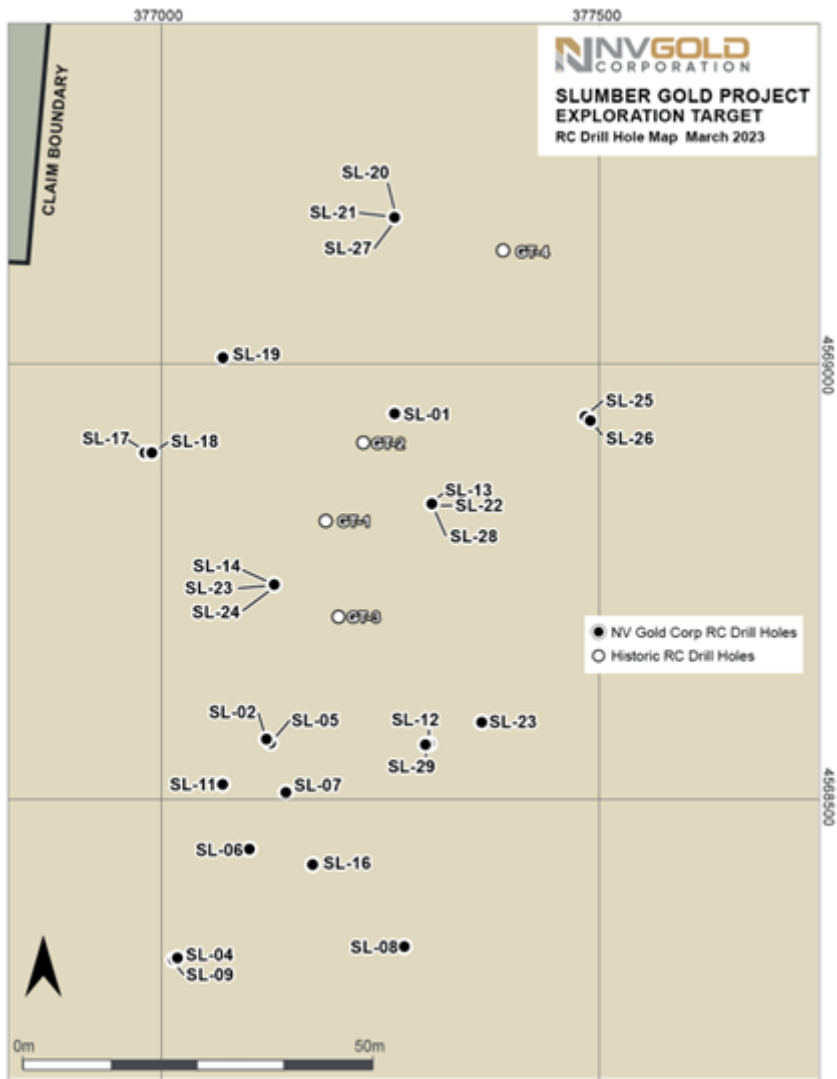 377000
377500
NVGOLD
CORPORATION
SLUMBER GOLD PROJECT
EXPLORATION TARGET
RC Drill Hole Map March 2023
CLAIM BOUNDARY
SL-20
SL-21
SL-27
GT-4
SL-19
4569000
SL-01
SL-25
SL-26
SL-17
SL-18
GT-2
SL-13
SL-22
SL-28
GT-1
SL-14
SL-23
SL-24
GT-3
NV Gold Corp RC Drill Holes
Historic RC Drill Holes
SL-02
SL-05
SL-12
SL-23
SL-29
SL-11
SL-07
4568500
SL-06
SL-16
SL-04
SL-09
SL-08
0m
50m